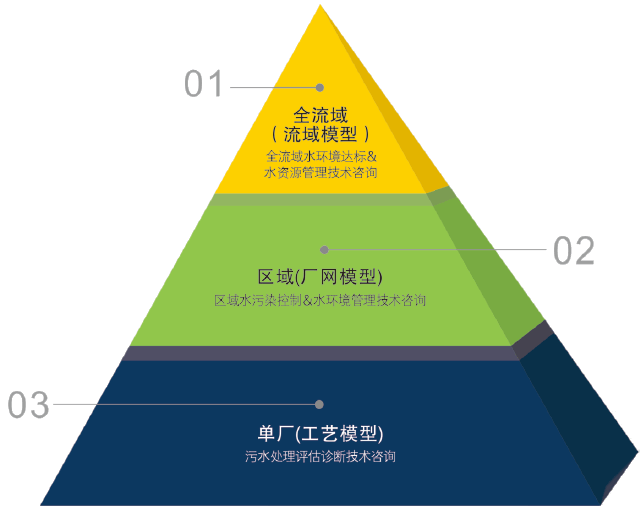 01
全流域
(流域模型)
全流域水环境达标&
水资源管理技术咨询
02
区域(厂网模型)
区域水污染控制&水环境管理技术咨询
03
单厂(工艺模型)
污水处理评估诊断技术咨询